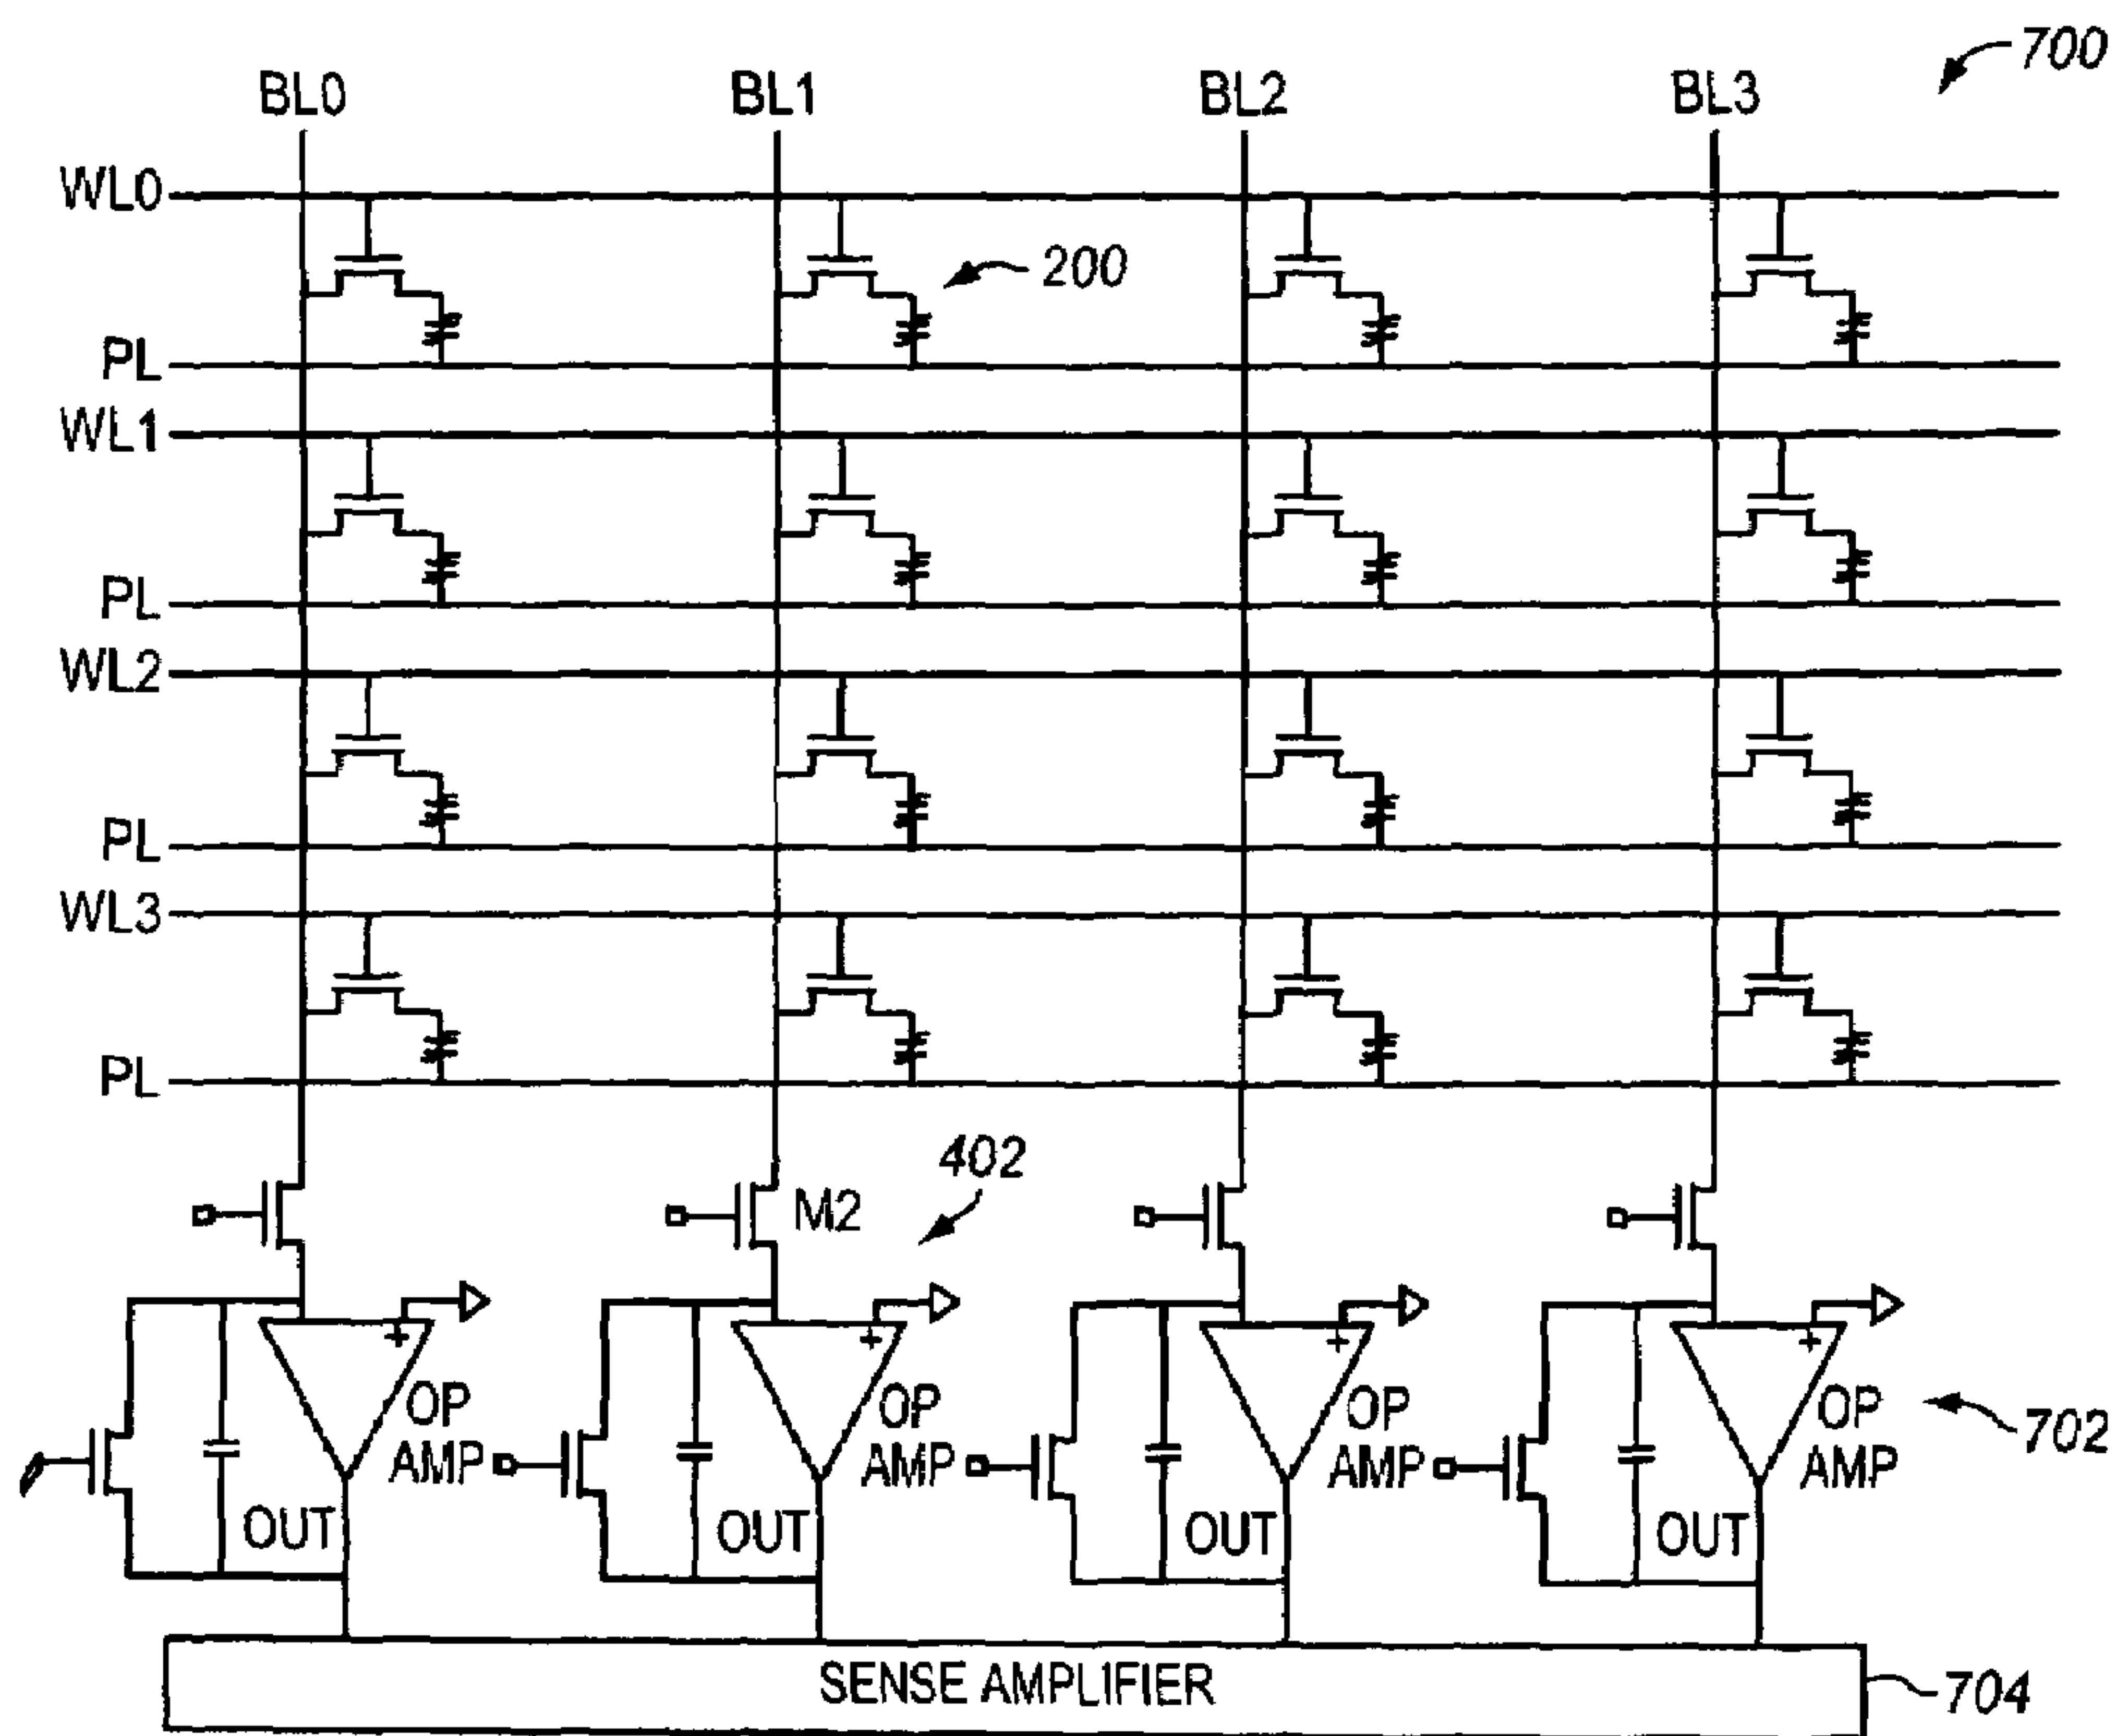 700
BL0 BL1 BL2 BL3
WL0
200
PL
WL1
PL
WL2
PL
WL3
PL
402
M2
+ + + +
OP AMP OP AMP OP AMP OP AMP
702
OUT OUT OUT OUT
SENSE AMPLIFIER
704